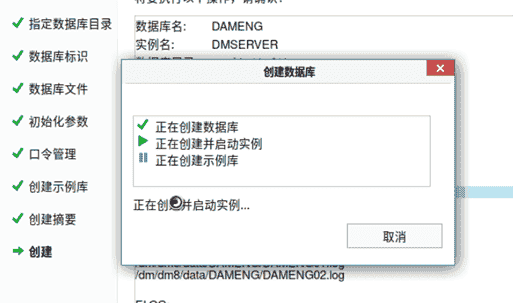 指定数据库目录
数据库标识
数据库文件
初始化参数
口令管理
创建示例库
创建摘要
创建
数据库名: DAMENG
实例名: DMSERVER
创建数据库
正在创建数据库
正在创建并启动实例
正在创建示例库
正在创建并启动实例...
取消
/dm/dm8/data/DAMENG/DAMENG02.log